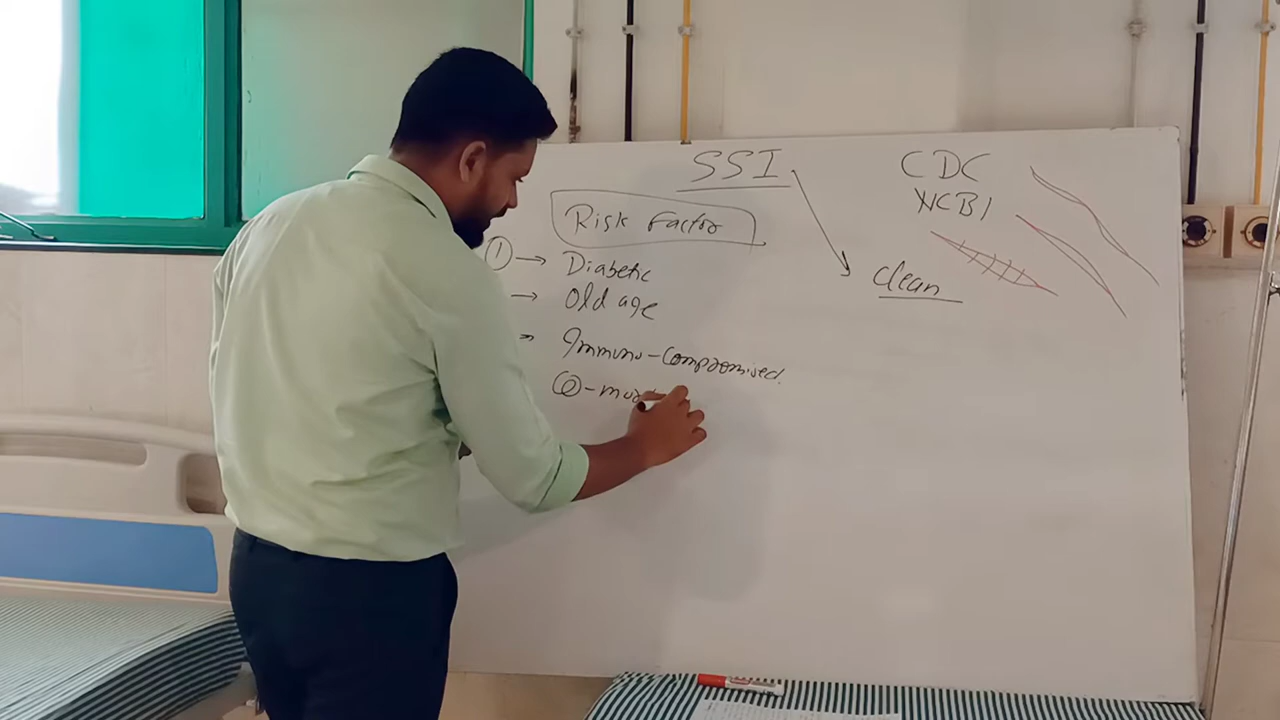 SSI
CDC
NCBI
Risk Factor
① → Diabetic
→ Old age
Immuno-Compromised.
clean